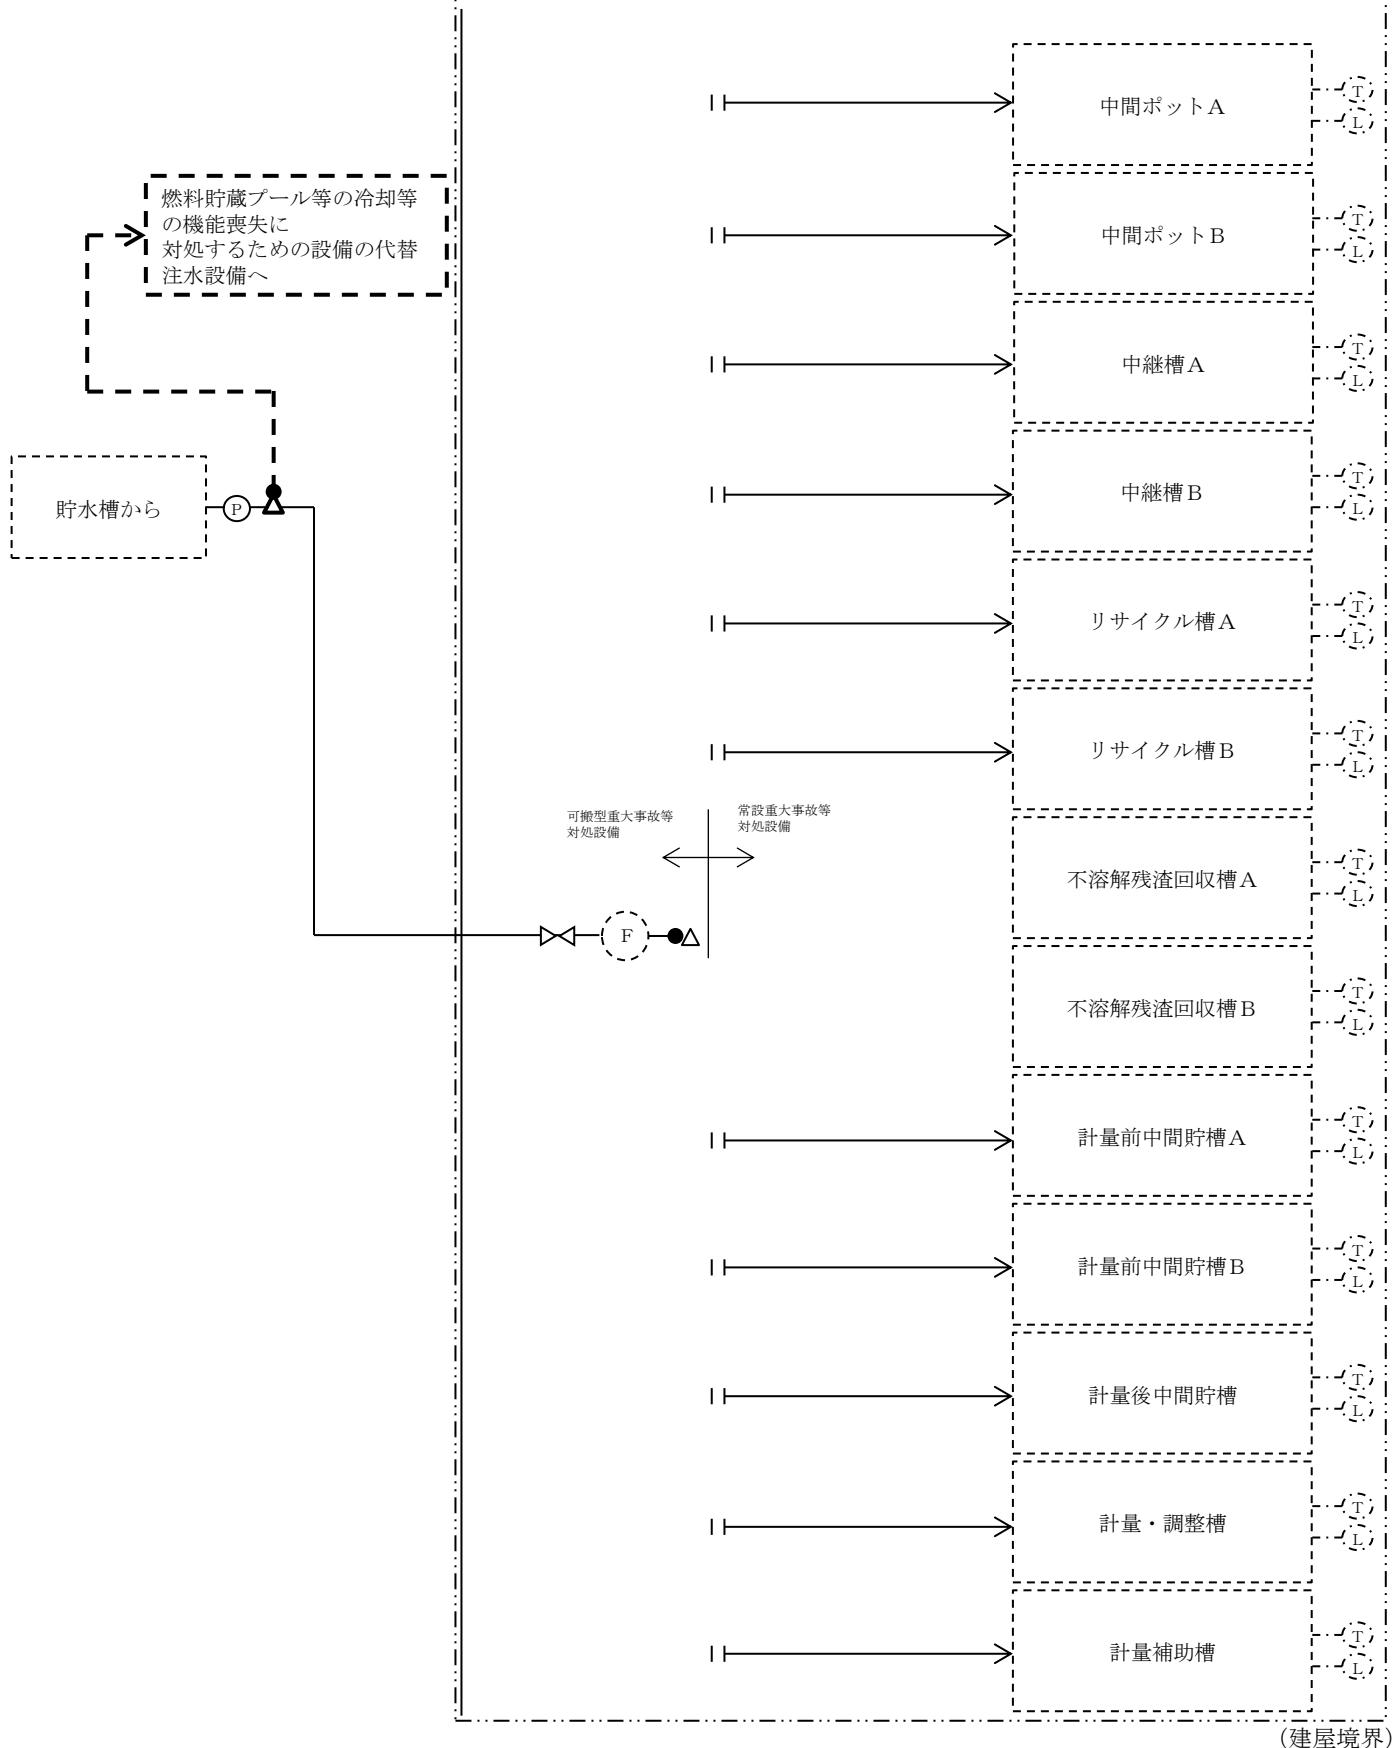 中間ポットA
T
L
燃料貯蔵プール等の冷却等
の機能喪失に
対処するための設備の代替
注水設備へ
中間ポットB
T
L
中継槽A
T
L
貯水槽から
P
中継槽B
T
L
リサイクル槽A
T
L
リサイクル槽B
T
L
可搬型重大事故等
対処設備
常設重大事故等
対処設備
不溶解残渣回収槽A
T
L
F
不溶解残渣回収槽B
T
L
計量前中間貯槽A
T
L
計量前中間貯槽B
T
L
計量後中間貯槽
T
L
計量・調整槽
T
L
計量補助槽
T
L
（建屋境界）